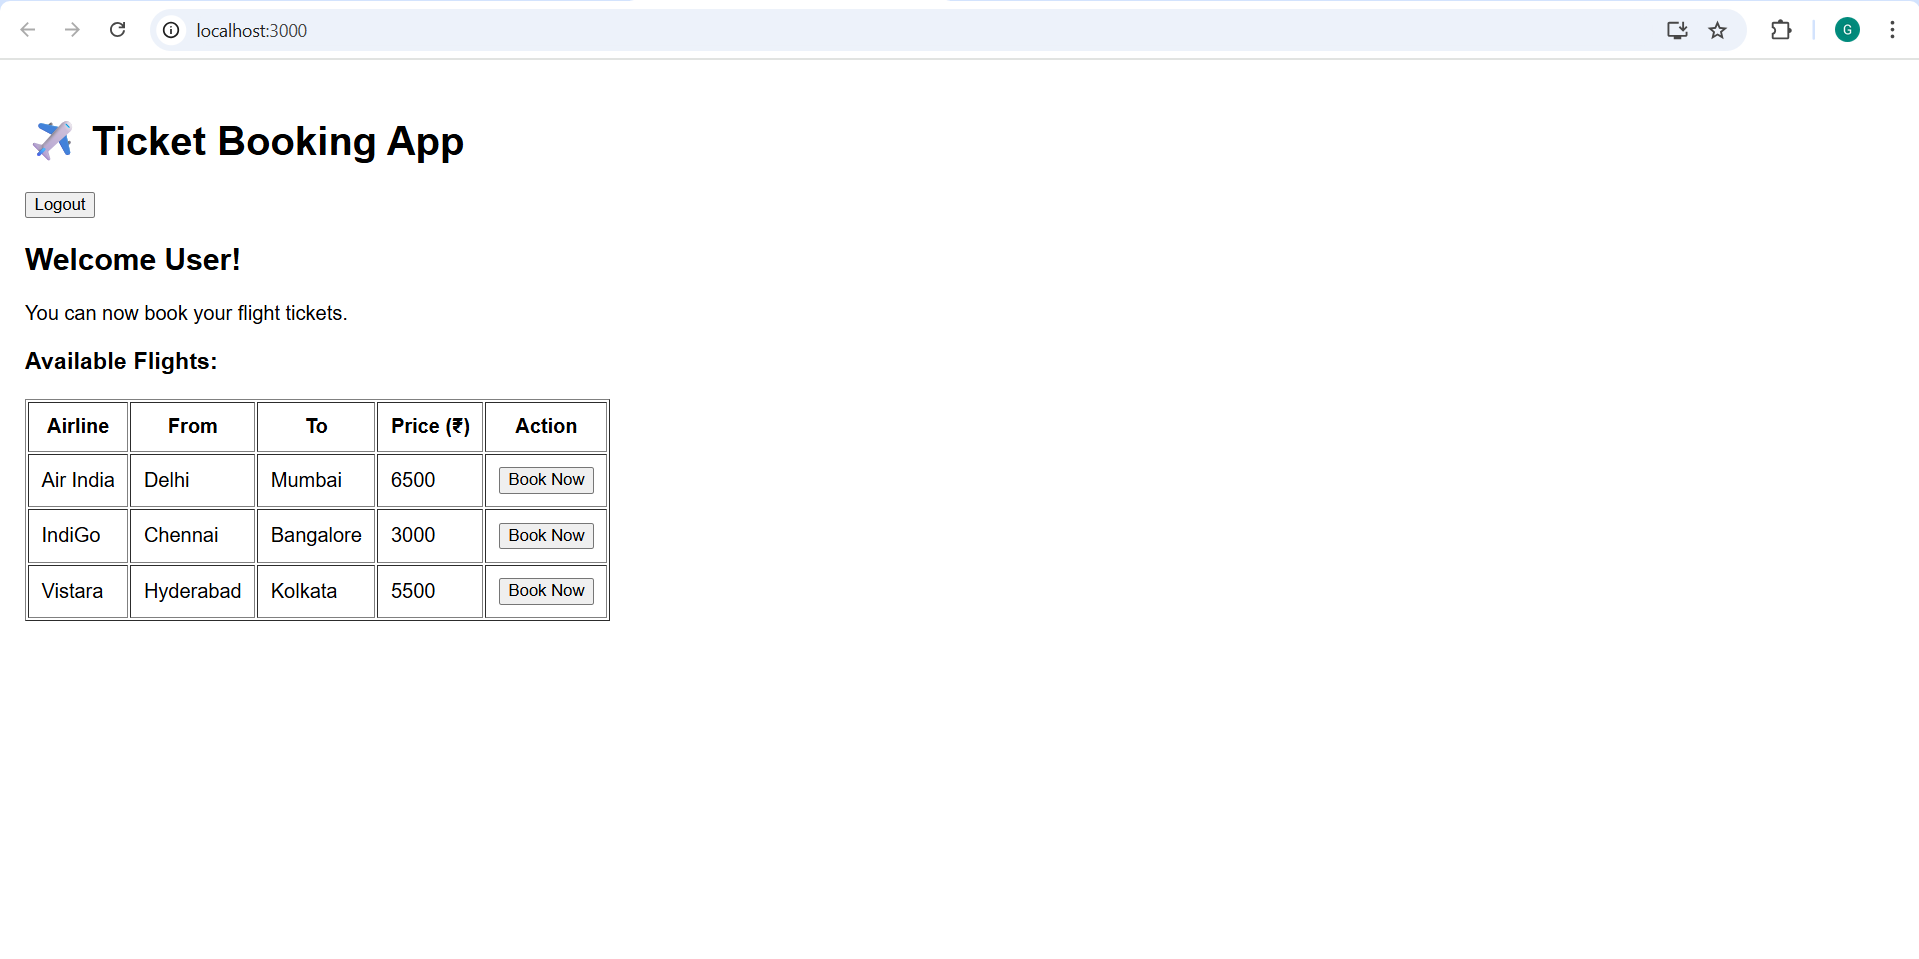 localhost:3000
G
Ticket Booking App
Logout
Welcome User!
You can now book your flight tickets.
Available Flights:
Airline From To Price (₹) Action
Air India Delhi Mumbai 6500 Book Now
IndiGo Chennai Bangalore 3000 Book Now
Vistara Hyderabad Kolkata 5500 Book Now